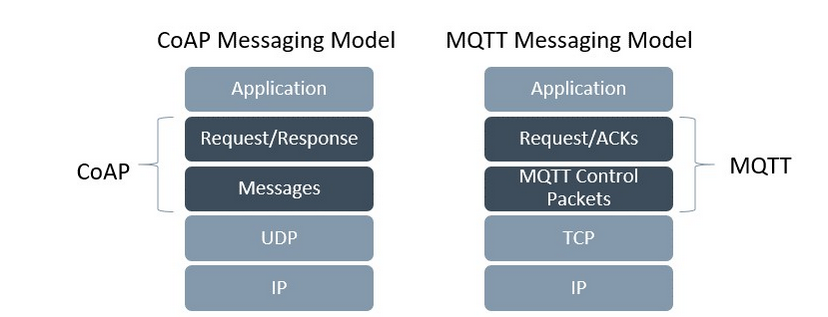 CoAP Messaging Model
Application
Request/Response
Messages
UDP
IP
CoAP
MQTT Messaging Model
Application
Request/ACKs
MQTT Control
Packets
TCP
IP
MQTT